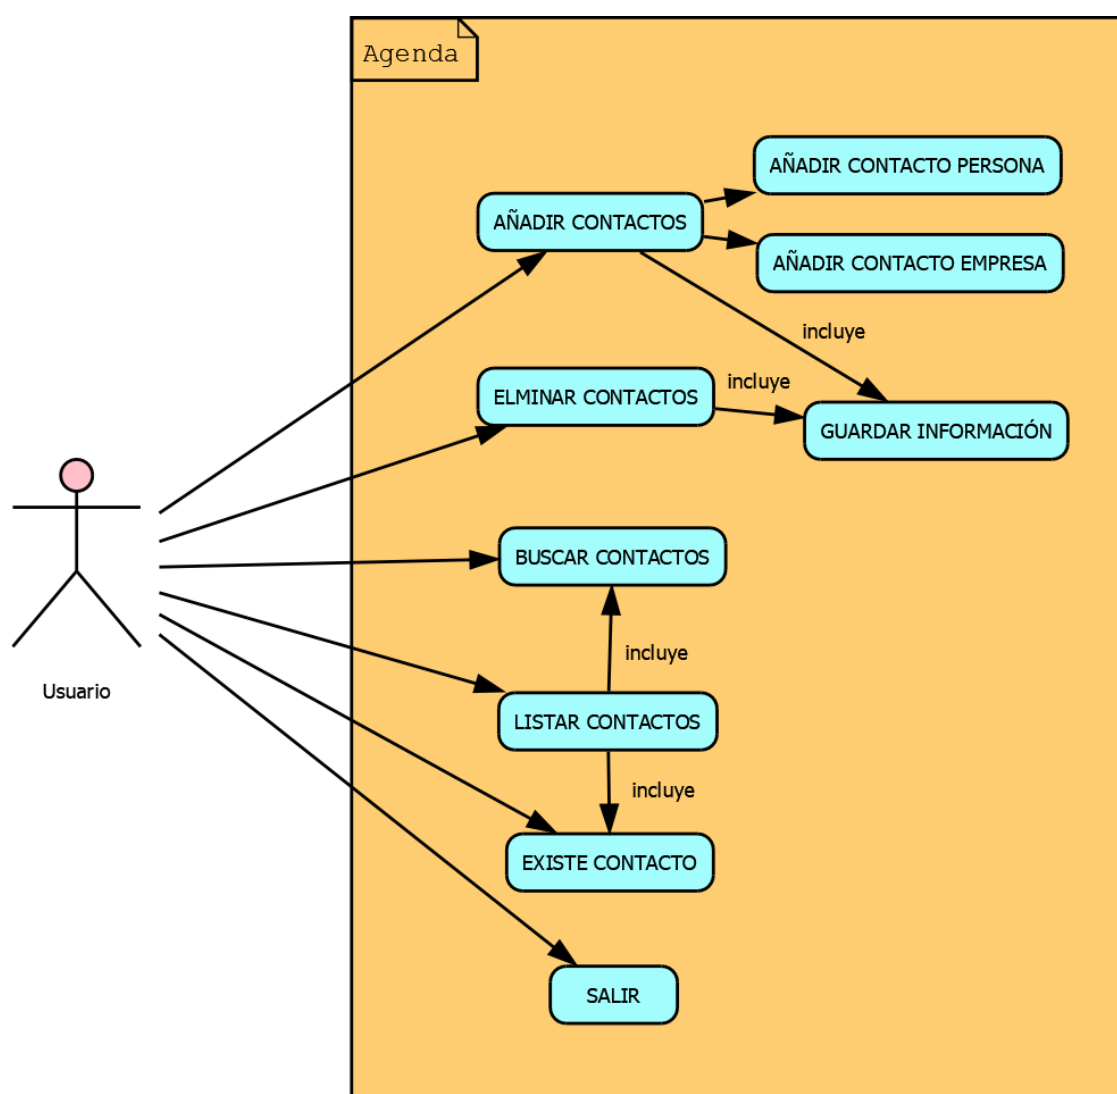 Agenda
AÑADIR CONTACTO PERSONA
AÑADIR CONTACTOS
AÑADIR CONTACTO EMPRESA
incluye
ELMINAR CONTACTOS
incluye
GUARDAR INFORMACIÓN
BUSCAR CONTACTOS
incluye
Usuario
LISTAR CONTACTOS
incluye
EXISTE CONTACTO
SALIR